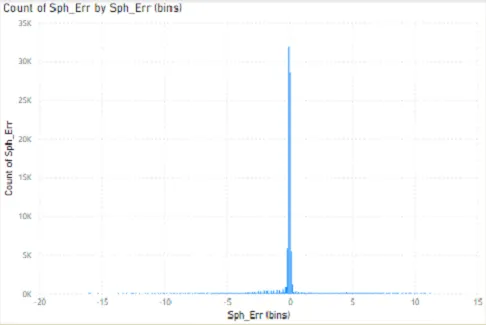 Count of Sph_Err by Sph_Err (bins)
35K
30K
25K
20K
15K
10K
5K
0K
Count of Sph_Err
-20 -15 -10 -5 0 5 10 15
Sph_Err (bins)